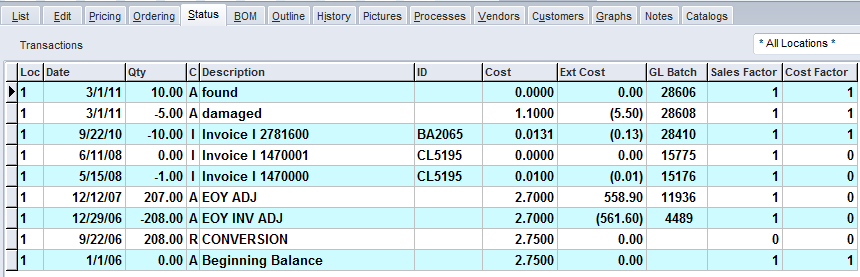 List Edit Pricing Ordering Status BOM Outline History Pictures Processes Vendors Customers Graphs Notes Catalogs
Transactions * All Locations *
Loc Date Qty C Description ID Cost Ext Cost GL Batch Sales Factor Cost Factor
1 3/1/11 10.00 A found 0.0000 0.00 28606 1 1
1 3/1/11 -5.00 A damaged 1.1000 (5.50) 28608 1 1
1 9/22/10 -10.00 I Invoice I 2781600 BA2065 0.0131 (0.13) 28410 1 1
1 6/11/08 0.00 I Invoice I 1470001 CL5195 0.0000 0.00 15775 1 0
1 5/15/08 -1.00 I Invoice I 1470000 CL5195 0.0100 (0.01) 15176 1 0
1 12/12/07 207.00 A EOY ADJ 2.7000 558.90 11936 1 0
1 12/29/06 -208.00 A EOY INV ADJ 2.7000 (561.60) 4489 1 0
1 9/22/06 208.00 R CONVERSION 2.7500 0.00 0 0
1 1/1/06 0.00 A Beginning Balance 2.7500 0.00 1 1